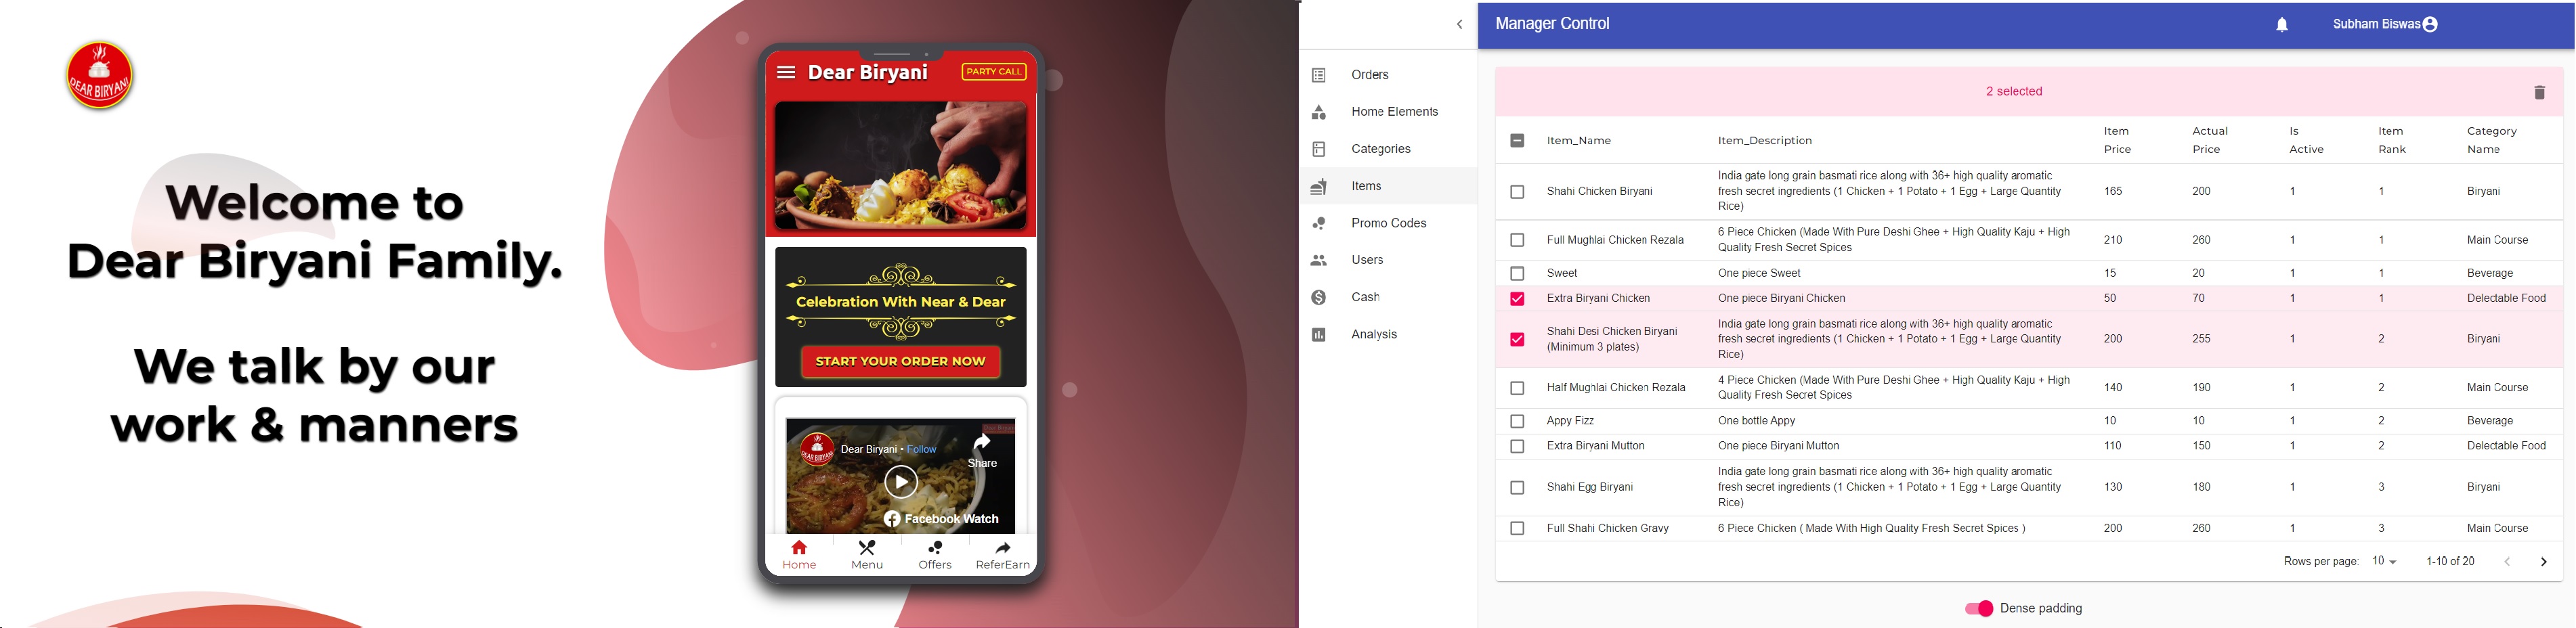 DEAR BIRYANI
Welcome to
Dear Biryani Family.
We talk by our
work & manners
Dear Biryani
PARTY CALL
Celebration With Near & Dear
START YOUR ORDER NOW
DEAR BIRYANI
Dear Biryani • Follow
Share
Facebook Watch
Home
Menu
Offers
ReferEarn
Orders
Home Elements
Categories
Items
Promo Codes
Users
Cash
Analysis
Manager Control
Subham Biswas
2 selected
Item_Name
Item_Description
Item
Price
Actual
Price
Is
Active
Item
Rank
Category
Name
Shahi Chicken Biryani
India gate long grain basmati rice along with 36+ high quality aromatic
fresh secret ingredients (1 Chicken + 1 Potato + 1 Egg + Large Quantity
Rice)
165
200
1
1
Biryani
Full Mughlai Chicken Rezala
6 Piece Chicken (Made With Pure Deshi Ghee + High Quality Kaju + High
Quality Fresh Secret Spices
210
260
1
1
Main Course
Sweet
One piece Sweet
15
20
1
1
Beverage
Extra Biryani Chicken
One piece Biryani Chicken
50
70
1
1
Delectable Food
Shahi Desi Chicken Biryani
(Minimum 3 plates)
India gate long grain basmati rice along with 36+ high quality aromatic
fresh secret ingredients (1 Chicken + 1 Potato + 1 Egg + Large Quantity
Rice)
200
255
1
2
Biryani
Half Mughlai Chicken Rezala
4 Piece Chicken (Made With Pure Deshi Ghee + High Quality Kaju + High
Quality Fresh Secret Spices
140
190
1
2
Main Course
Appy Fizz
One bottle Appy
10
10
1
2
Beverage
Extra Biryani Mutton
One piece Biryani Mutton
110
150
1
2
Delectable Food
Shahi Egg Biryani
India gate long grain basmati rice along with 36+ high quality aromatic
fresh secret ingredients (1 Chicken + 1 Potato + 1 Egg + Large Quantity
Rice)
130
180
1
3
Biryani
Full Shahi Chicken Gravy
6 Piece Chicken ( Made With High Quality Fresh Secret Spices )
200
260
1
3
Main Course
Rows per page:
10
1-10 of 20
Dense padding